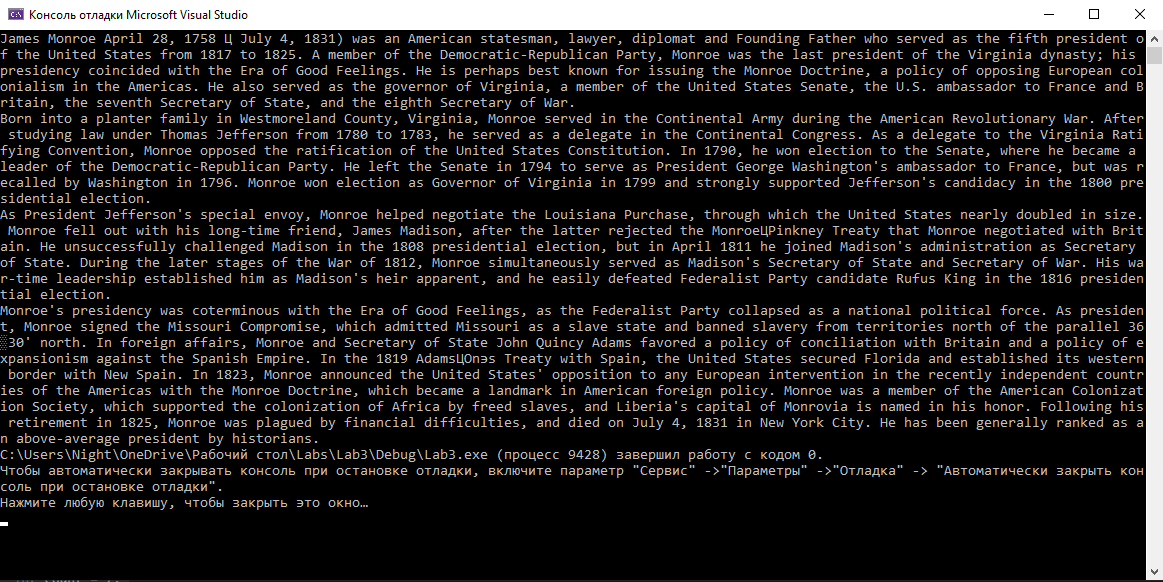 Консоль отладки Microsoft Visual Studio
James Monroe April 28, 1758 Ц July 4, 1831) was an American statesman, lawyer, diplomat and Founding Father who served as the fifth president o
f the United States from 1817 to 1825. A member of the Democratic-Republican Party, Monroe was the last president of the Virginia dynasty; his
presidency coincided with the Era of Good Feelings. He is perhaps best known for issuing the Monroe Doctrine, a policy of opposing European col
onialism in the Americas. He also served as the governor of Virginia, a member of the United States Senate, the U.S. ambassador to France and B
ritain, the seventh Secretary of State, and the eighth Secretary of War.
Born into a planter family in Westmoreland County, Virginia, Monroe served in the Continental Army during the American Revolutionary War. After
studying law under Thomas Jefferson from 1780 to 1783, he served as a delegate in the Continental Congress. As a delegate to the Virginia Rati
fying Convention, Monroe opposed the ratification of the United States Constitution. In 1790, he won election to the Senate, where he became a
leader of the Democratic-Republican Party. He left the Senate in 1794 to serve as President George Washington's ambassador to France, but was r
ecalled by Washington in 1796. Monroe won election as Governor of Virginia in 1799 and strongly supported Jefferson's candidacy in the 1800 pre
sidential election.
As President Jefferson's special envoy, Monroe helped negotiate the Louisiana Purchase, through which the United States nearly doubled in size.
Monroe fell out with his long-time friend, James Madison, after the latter rejected the MonroeЦPinkney Treaty that Monroe negotiated with Brit
ain. He unsuccessfully challenged Madison in the 1808 presidential election, but in April 1811 he joined Madison's administration as Secretary
of State. During the later stages of the War of 1812, Monroe simultaneously served as Madison's Secretary of State and Secretary of War. His wa
r-time leadership established him as Madison's heir apparent, and he easily defeated Federalist Party candidate Rufus King in the 1816 presiden
tial election.
Monroe's presidency was coterminous with the Era of Good Feelings, as the Federalist Party collapsed as a national political force. As presiden
t, Monroe signed the Missouri Compromise, which admitted Missouri as a slave state and banned slavery from territories north of the parallel 36
░30' north. In foreign affairs, Monroe and Secretary of State John Quincy Adams favored a policy of conciliation with Britain and a policy of e
xpansionism against the Spanish Empire. In the 1819 AdamsЦOnэs Treaty with Spain, the United States secured Florida and established its western
border with New Spain. In 1823, Monroe announced the United States' opposition to any European intervention in the recently independent countr
ies of the Americas with the Monroe Doctrine, which became a landmark in American foreign policy. Monroe was a member of the American Colonizat
ion Society, which supported the colonization of Africa by freed slaves, and Liberia's capital of Monrovia is named in his honor. Following his
retirement in 1825, Monroe was plagued by financial difficulties, and died on July 4, 1831 in New York City. He has been generally ranked as a
n above-average president by historians.
C:\Users\Night\OneDrive\Рабочий стол\Labs\Lab3\Debug\Lab3.exe (процесс 9428) завершил работу с кодом 0.
Чтобы автоматически закрывать консоль при остановке отладки, включите параметр "Сервис" ->"Параметры" ->"Отладка" -> "Автоматически закрыть кон
соль при остановке отладки".
Нажмите любую клавишу, чтобы закрыть это окно…